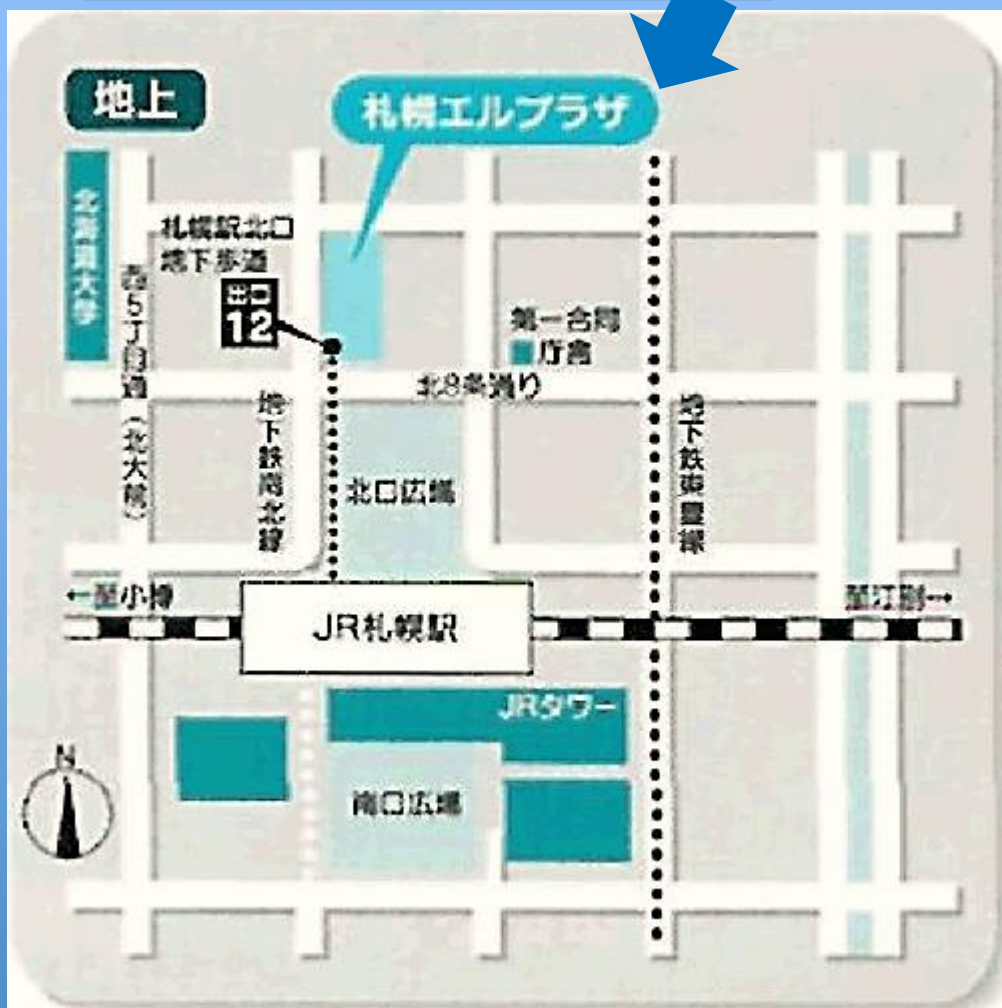 地上
札幌エルプラザ
北海道大学
札幌駅北口
地下歩道
出口
12
第一合同
庁舎
西5丁目通(北大前)
北8条通り
地下鉄南北線
地下鉄東豊線
北口広場
←至小樽
至江別→
JR札幌駅
JRタワー
南口広場
N